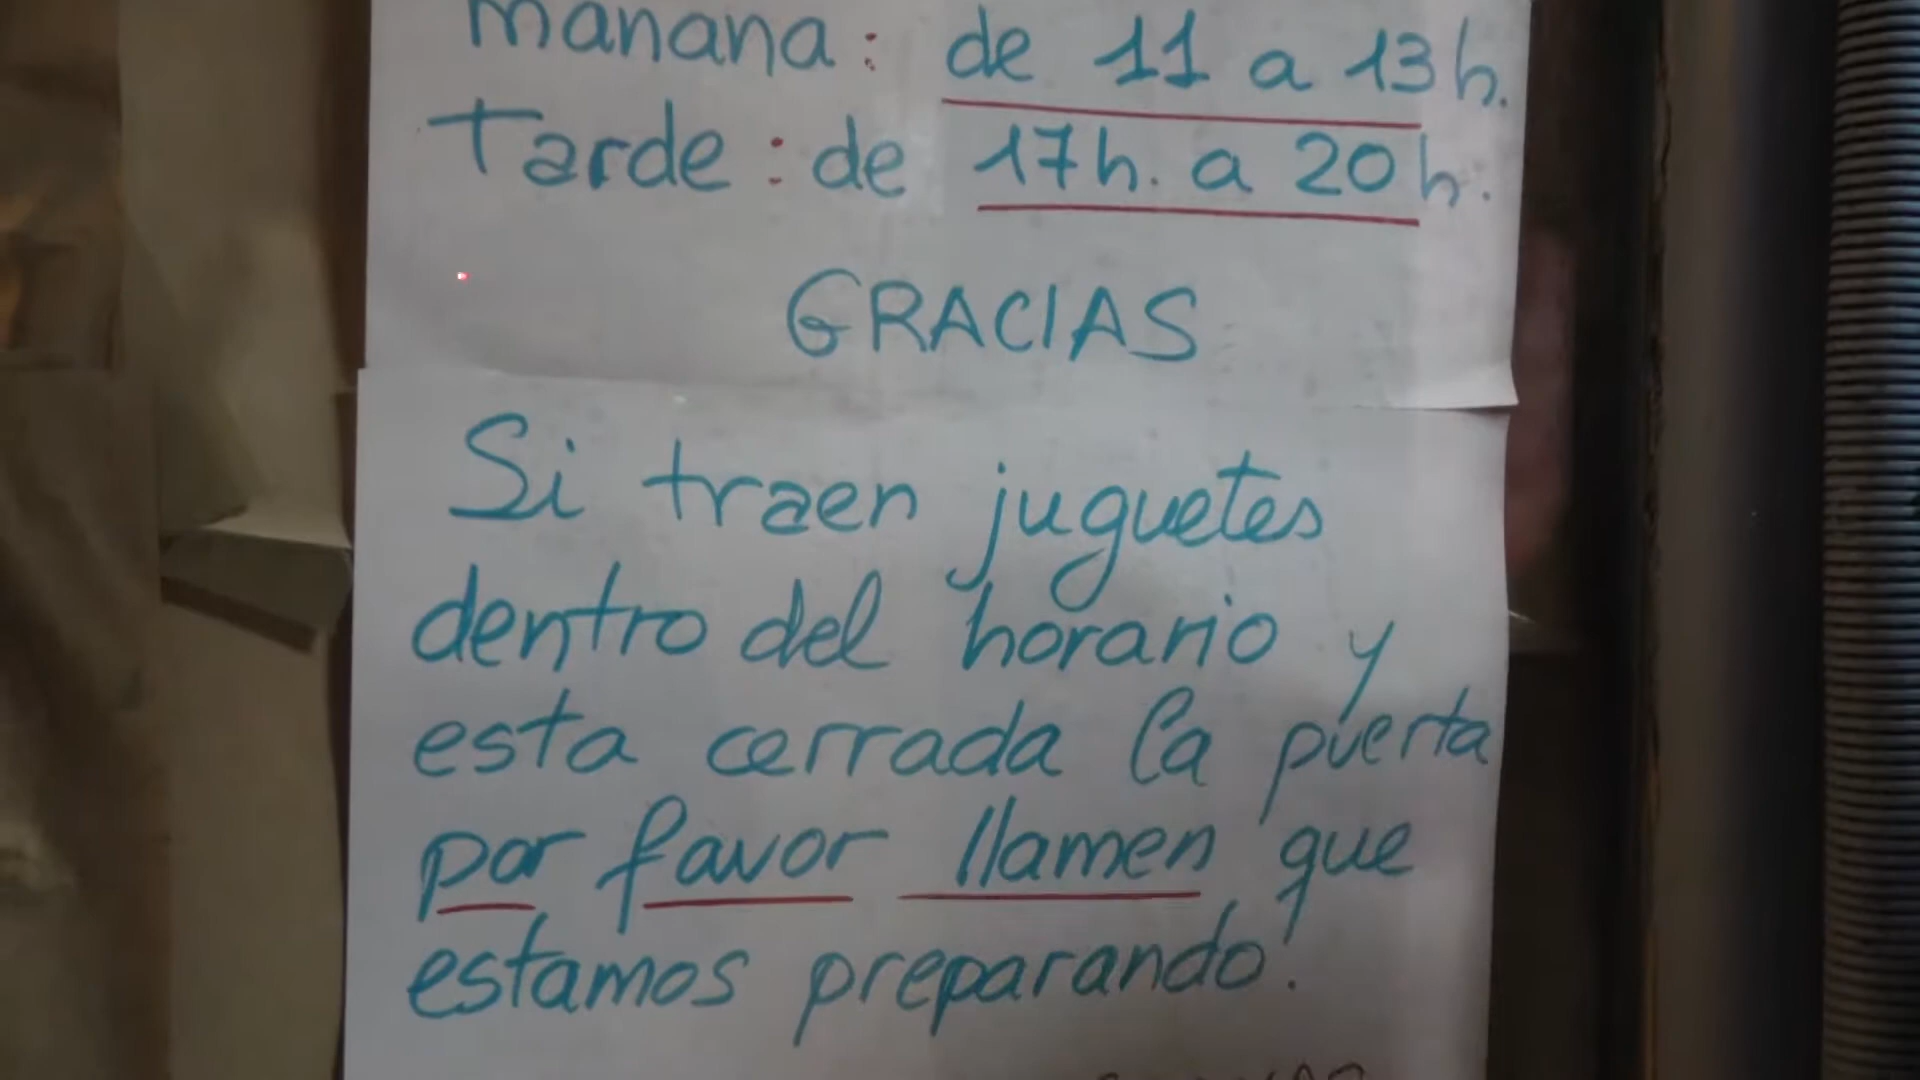 mañana: de 11 a 13h.
Tarde: de 17h. a 20h.
GRACIAS
Si traen juguetes
dentro del horario y
esta cerrada la puerta
por favor llamen que
estamos preparando!